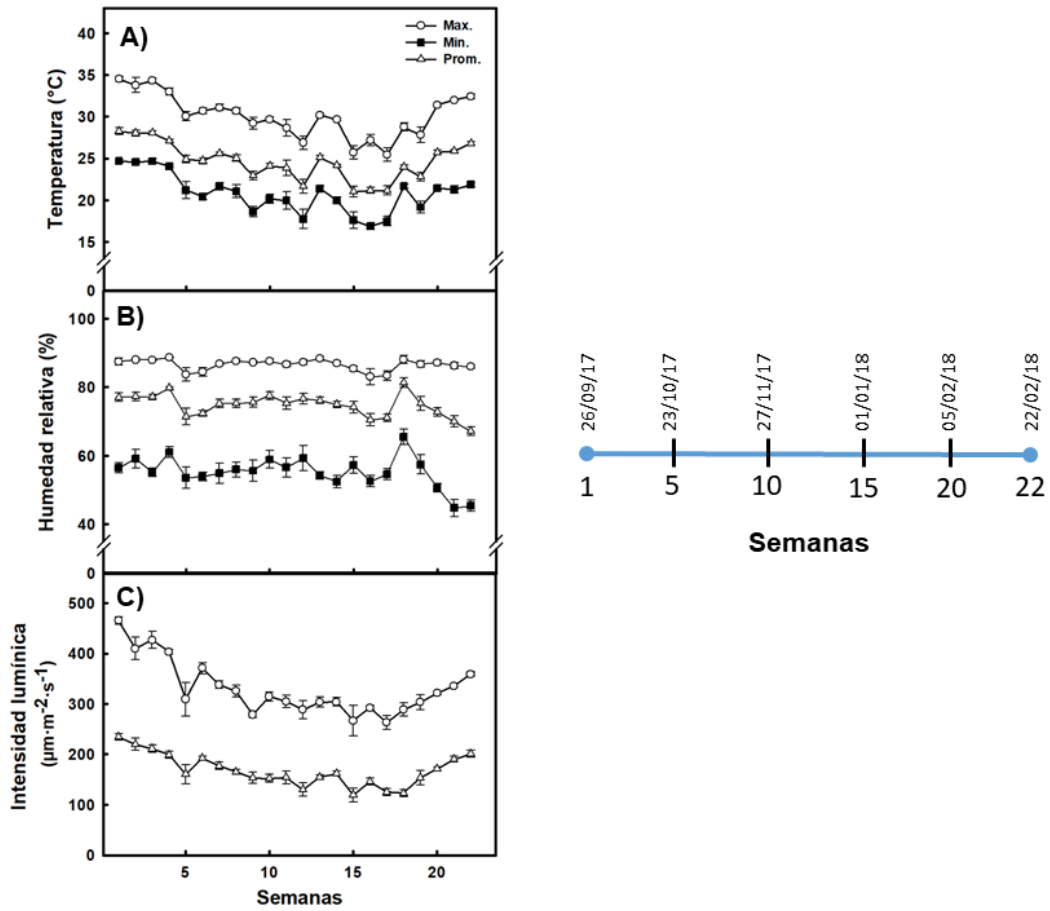 A)
Max.
Min.
Prom.
Temperatura (°C)
40
35
30
25
20
15
0
B)
Humedad relativa (%)
100
80
60
40
0
C)
Intensidad lumínica
(µm·m-2·s-1)
500
400
300
200
100
0
5
10
15
20
Semanas
26/09/17
23/10/17
27/11/17
01/01/18
05/02/18
22/02/18
1
5
10
15
20
22
Semanas